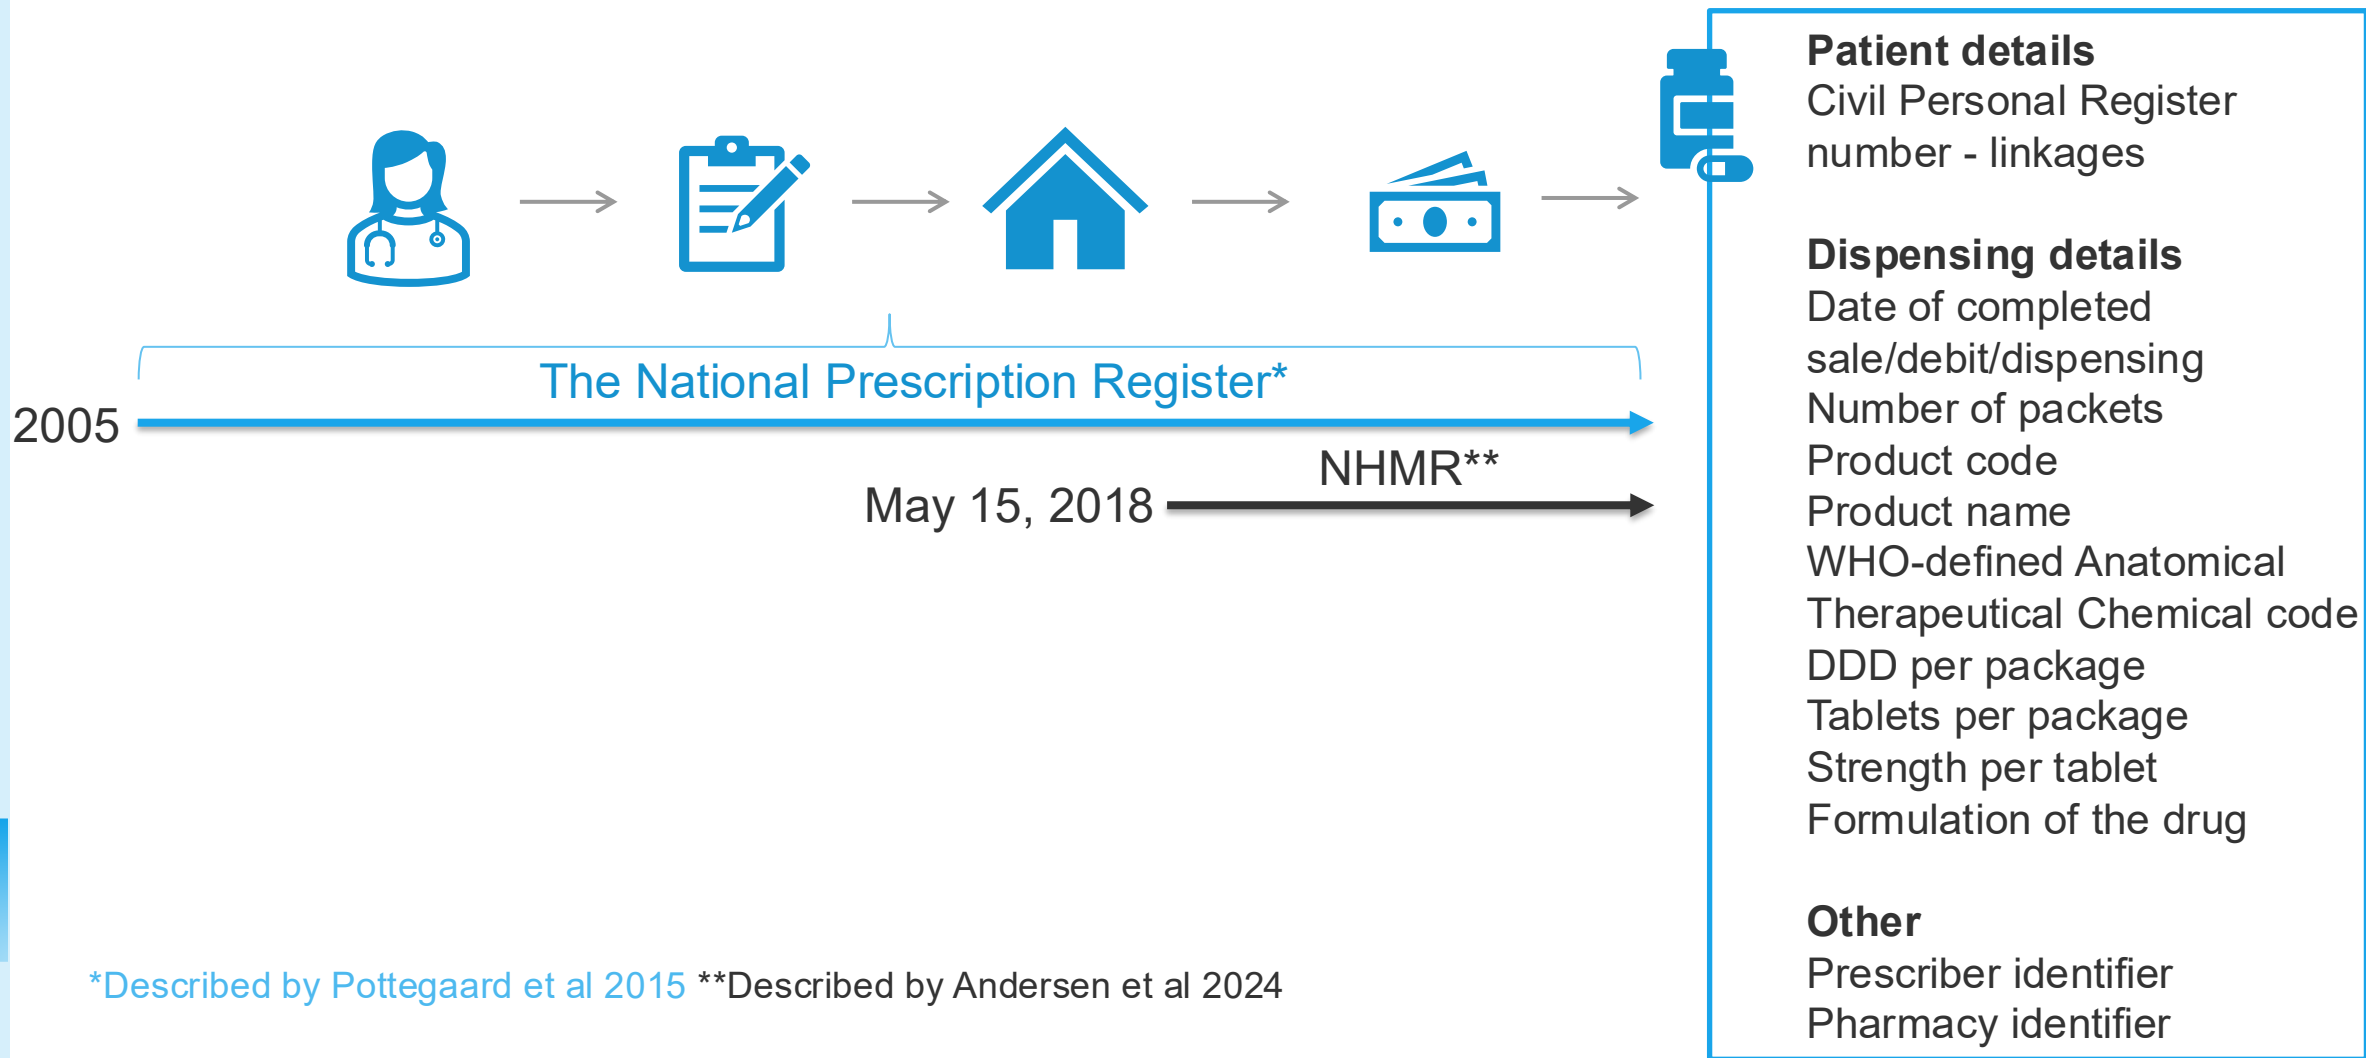 The National Prescription Register*
2005
NHMR**
May 15, 2018
*Described by Pottegaard et al 2015 **Described by Andersen et al 2024
Patient details
Civil Personal Register
number - linkages
Dispensing details
Date of completed
sale/debit/dispensing
Number of packets
Product code
Product name
WHO-defined Anatomical
Therapeutical Chemical code
DDD per package
Tablets per package
Strength per tablet
Formulation of the drug
Other
Prescriber identifier
Pharmacy identifier